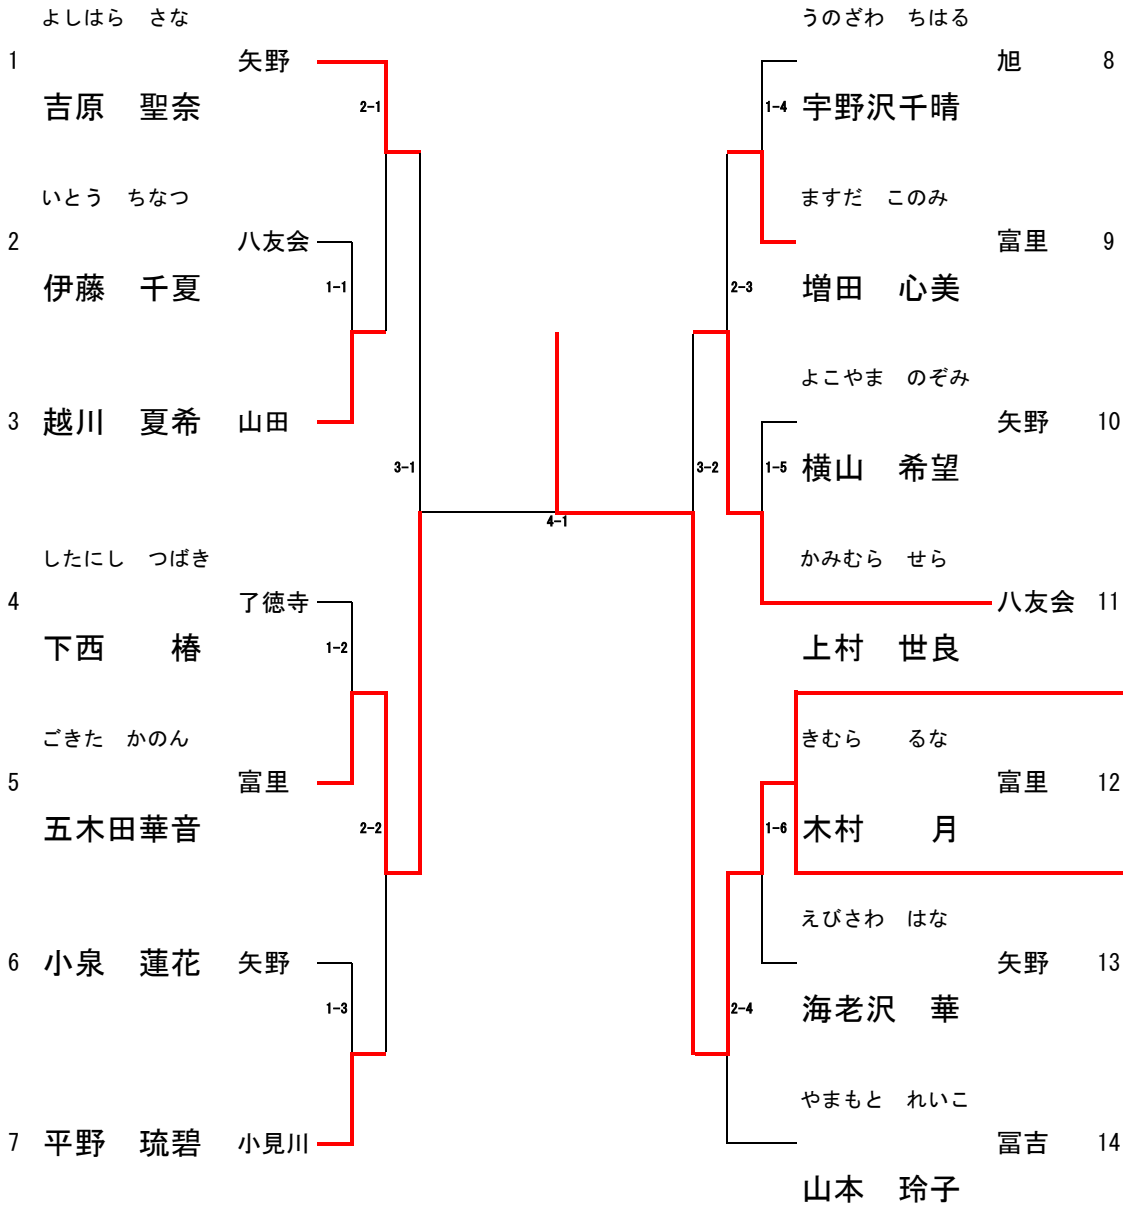 よしはら　さな
1 矢野
吉原　聖奈
2-1
いとう　ちなつ
2 八友会
伊藤　千夏
1-1
3 越川　夏希 山田
3-1
したにし　つばき
4 了徳寺
下西　　椿
1-2
ごきた　かのん
5 富里
五木田華音
2-2
6 小泉　蓮花 矢野
1-3
7 平野　琉碧 小見川
4-1
うのざわ　ちはる
旭 8
1-4 宇野沢千晴
ますだ　このみ
富里 9
2-3 増田　心美
よこやま　のぞみ
矢野 10
3-2 1-5 横山　希望
かみむら　せら
八友会 11
上村　世良
きむら　　るな
富里 12
1-6 木村　　月
えびさわ　はな
矢野 13
2-4 海老沢　華
やまもと　れいこ
冨吉 14
山本　玲子